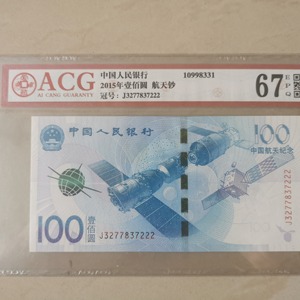 ACG
AI CANG GUARANTY
中国人民银行 10998331
2015年壹佰圆 航天钞
冠号: J3277837222
67 EPQ
中国人民银行
100
中国航天纪念
100 壹佰圆
J3277837222
J3277837222